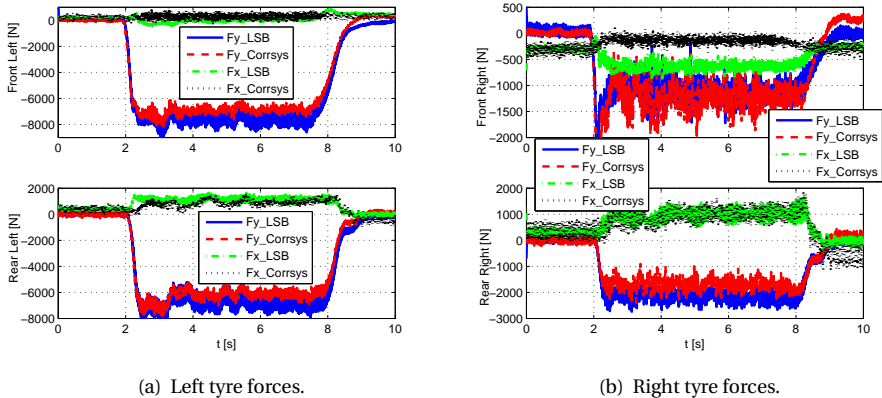 0
-2000
-4000
-6000
-8000
Front Left [N]
Fy_LSB
Fy_Corrsys
Fx_LSB
Fx_Corrsys
0 2 4 6 8 10
2000
0
-2000
-4000
-6000
-8000
Rear Left [N]
Fy_LSB
Fy_Corrsys
Fx_LSB
Fx_Corrsys
0 2 4 6 8 10
t [s]
(a) Left tyre forces.
500
0
-500
-1000
-1500
-2000
Front Right [N]
Fy_LSB
Fy_Corrsys
Fx_LSB
Fx_Corrsys
0 2 4 6 8 10
Fy_LSB
Fy_Corrsys
Fx_LSB
Fx_Corrsys
2000
1000
0
-1000
-2000
-3000
Rear Right [N]
0 2 4 6 8 10
t [s]
(b) Right tyre forces.